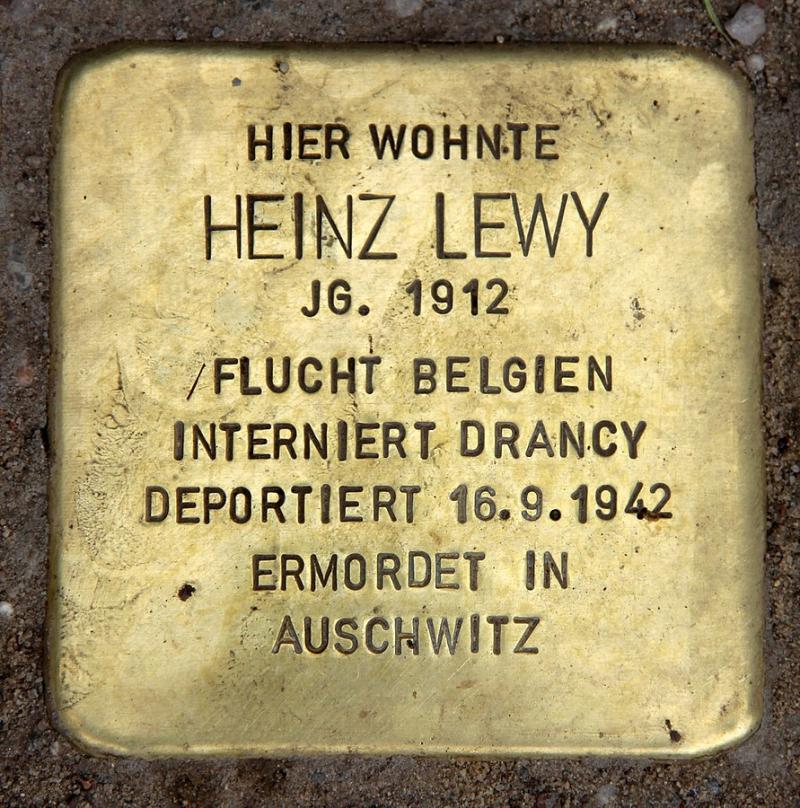 HIER WOHNTE
HEINZ LEWY
JG. 1912
FLUCHT BELGIEN
INTERNIERT DRANCY
DEPORTIERT 16.9.1942
ERMORDET IN
AUSCHWITZ